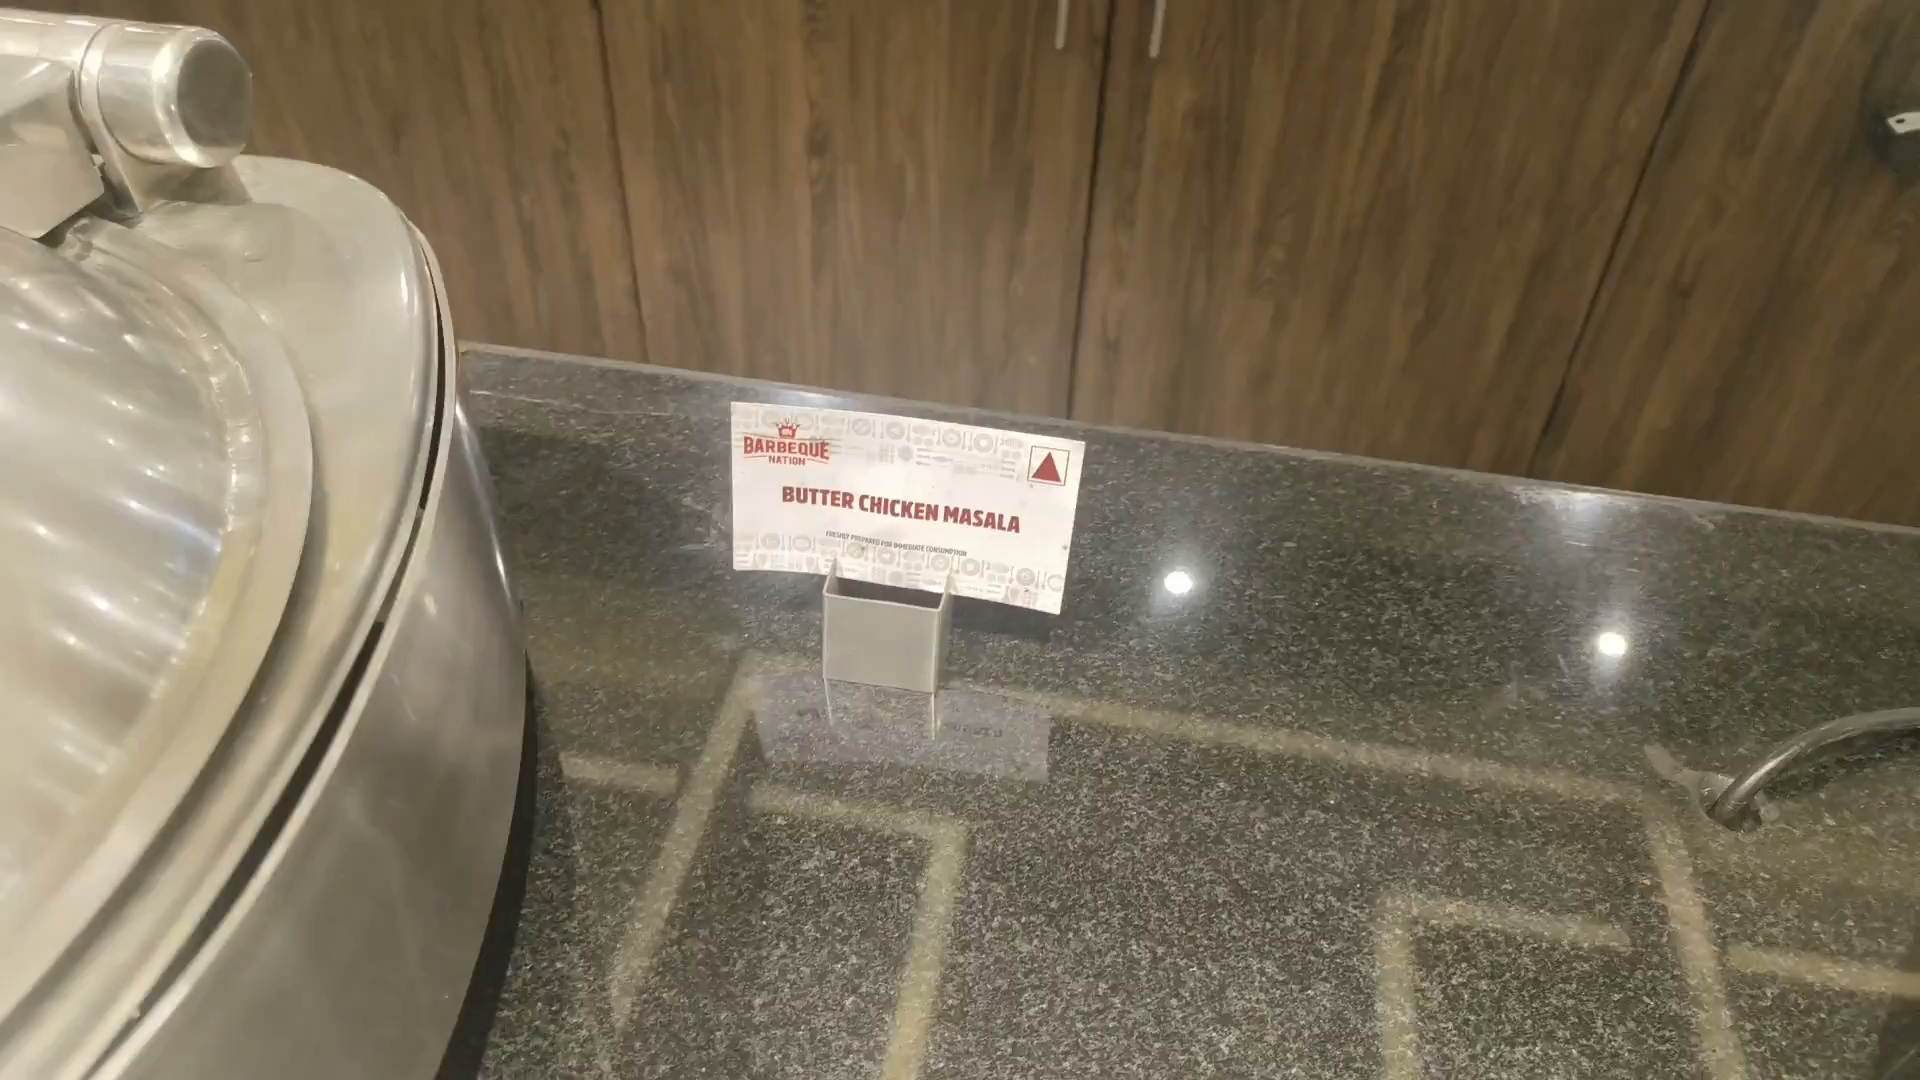 BARBEQUE
NATION
BUTTER CHICKEN MASALA
FRESHLY PREPARED FOR IMMEDIATE CONSUMPTION